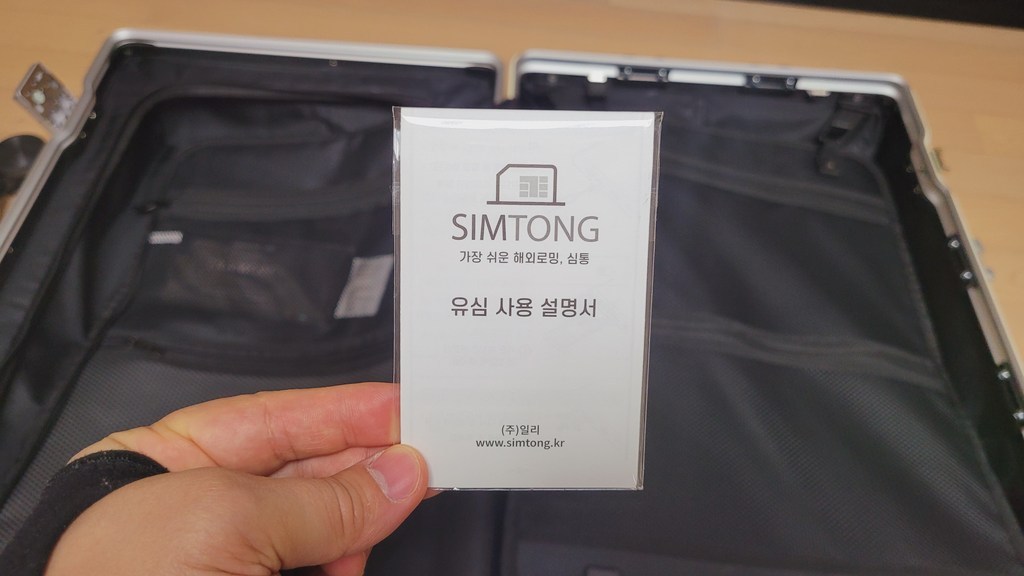 SIMTONG
가장 쉬운 해외로밍, 심통
유심 사용 설명서
(주)일리
www.simtong.kr